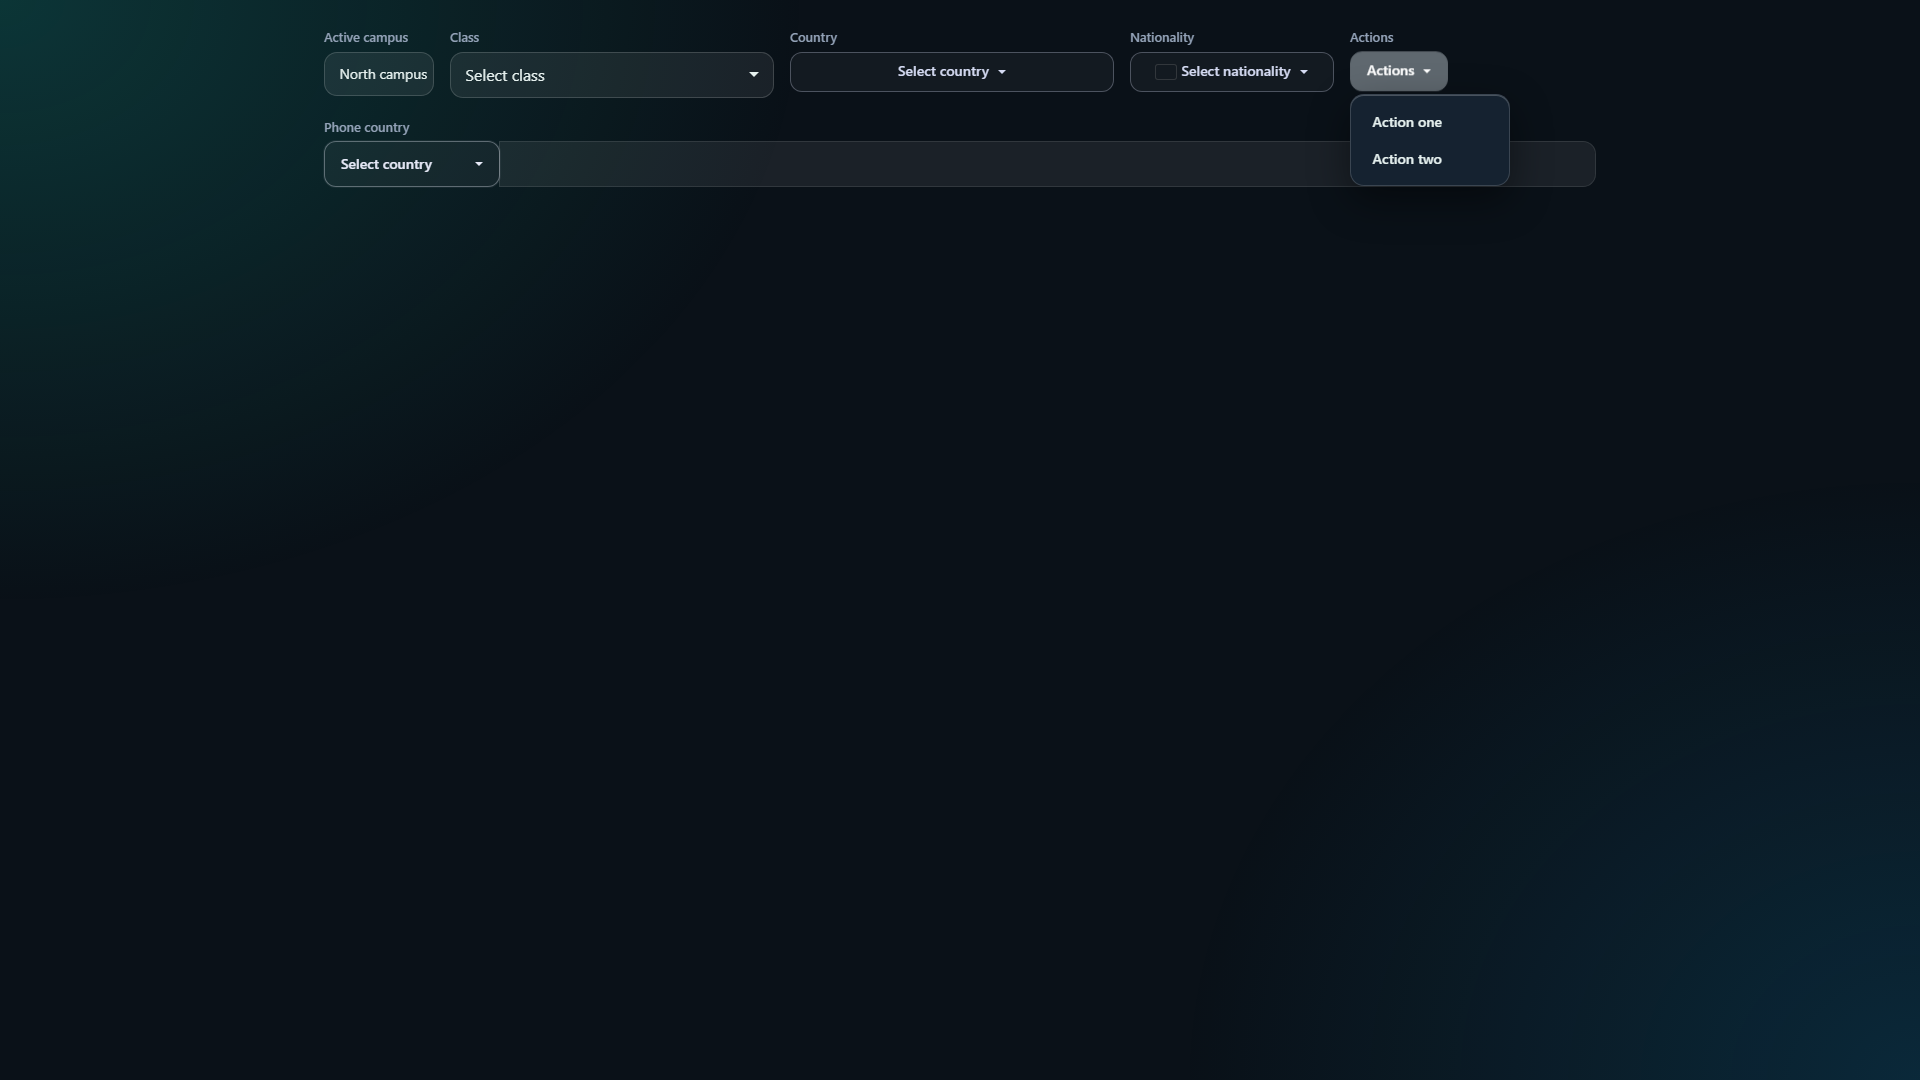 Active campus
North campus
Class
Select class
Country
Select country
Nationality
Select nationality
Actions
Actions
Action one
Action two
Phone country
Select country